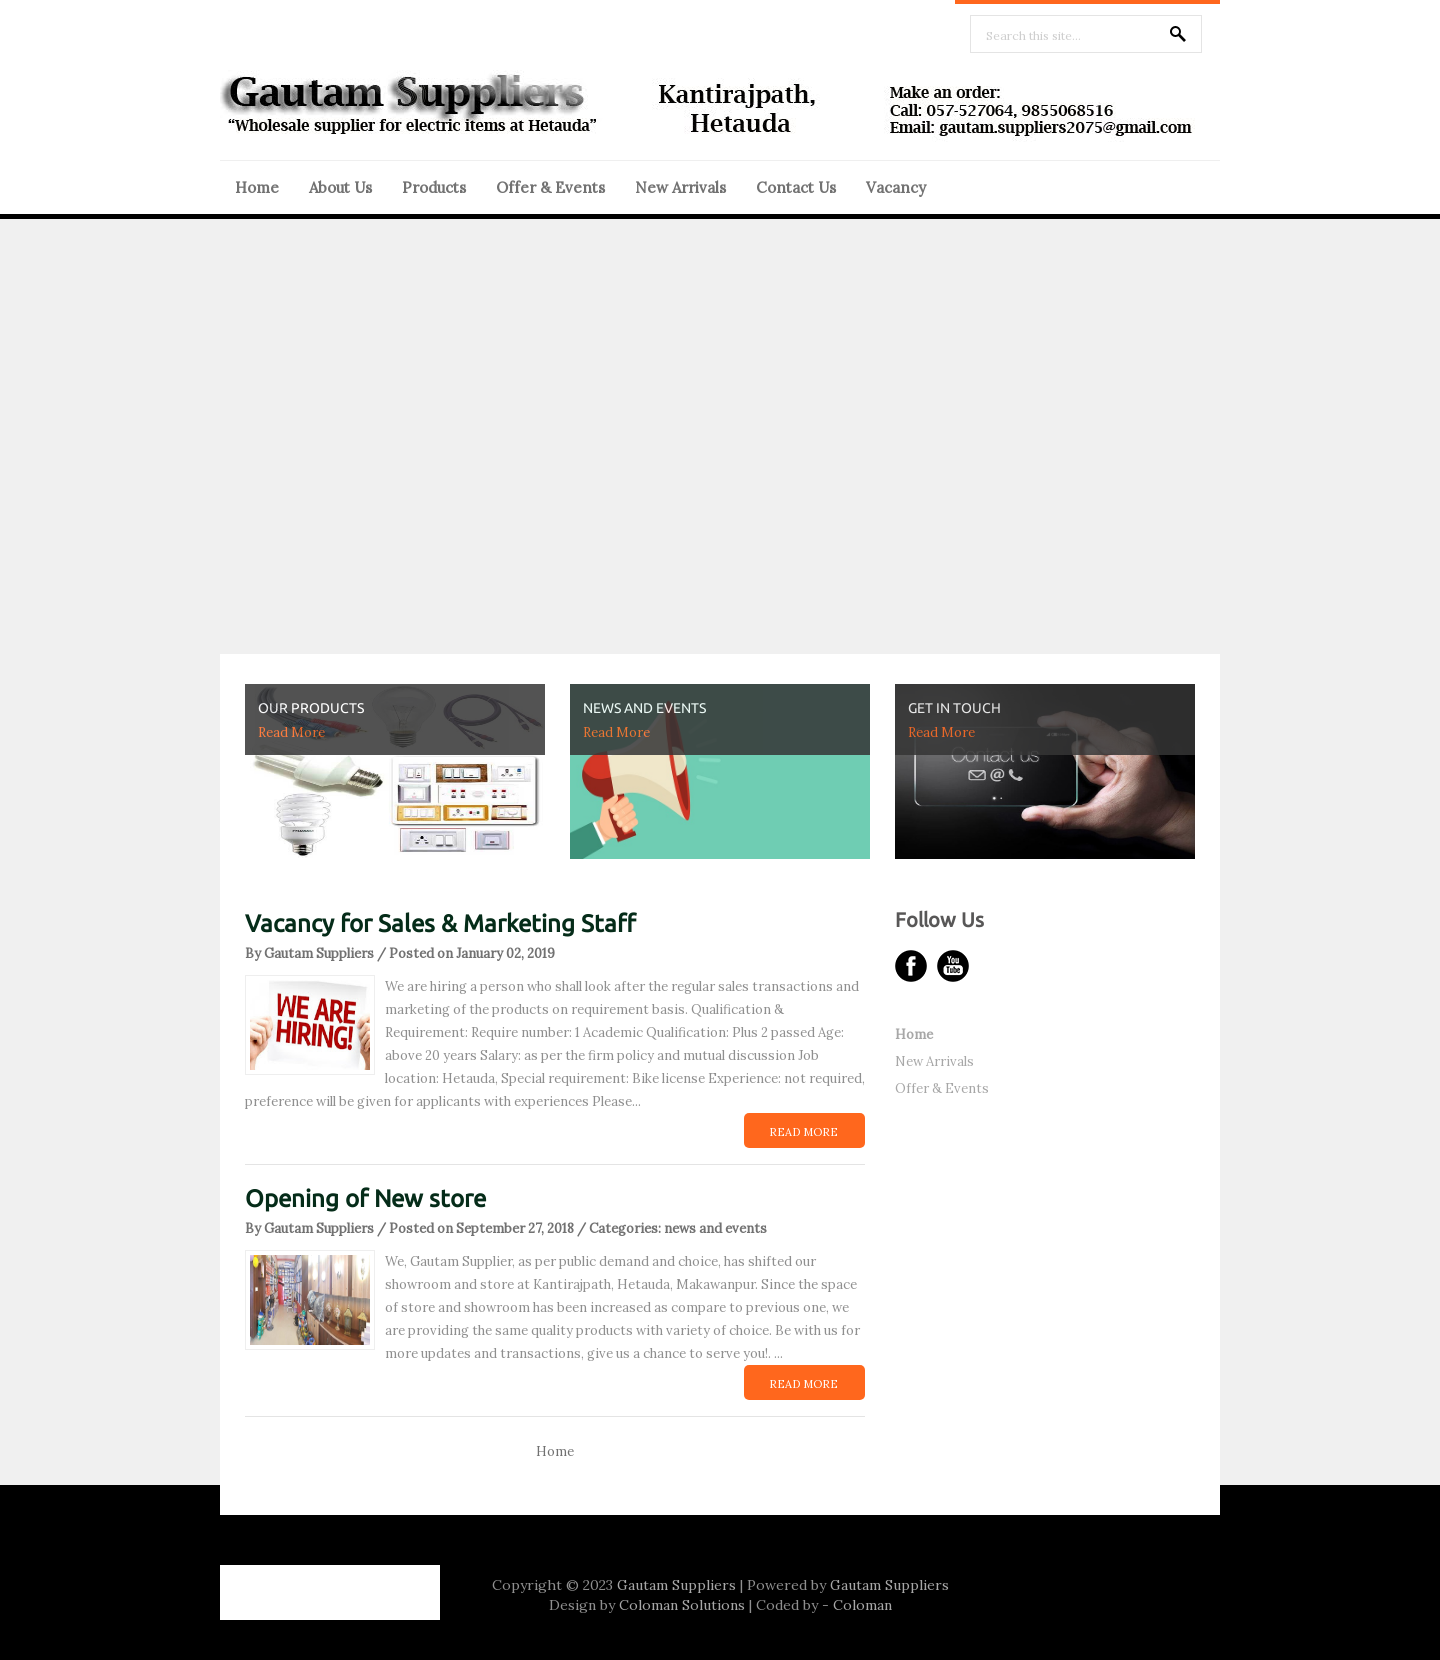 Search this site...
Gautam Suppliers
“Wholesale supplier for electric items at Hetauda”
Kantirajpath,
Hetauda
Make an order:
Call: 057-527064, 9855068516
Email: gautam.suppliers2075@gmail.com
Home About Us Products Offer & Events New Arrivals Contact Us Vacancy
OUR PRODUCTS
Read More
NEWS AND EVENTS
Read More
GET IN TOUCH
Read More
Contact us
Vacancy for Sales & Marketing Staff
By Gautam Suppliers / Posted on January 02, 2019
WE ARE
HIRING!
We are hiring a person who shall look after the regular sales transactions and
marketing of the products on requirement basis. Qualification &
Requirement: Require number: 1 Academic Qualification: Plus 2 passed Age:
above 20 years Salary: as per the firm policy and mutual discussion Job
location: Hetauda, Special requirement: Bike license Experience: not required,
preference will be given for applicants with experiences Please...
READ MORE
Opening of New store
By Gautam Suppliers / Posted on September 27, 2018 / Categories: news and events
We, Gautam Supplier, as per public demand and choice, has shifted our
showroom and store at Kantirajpath, Hetauda, Makawanpur. Since the space
of store and showroom has been increased as compare to previous one, we
are providing the same quality products with variety of choice. Be with us for
more updates and transactions, give us a chance to serve you!. ...
READ MORE
Home
Follow Us
You
Tube
Home
New Arrivals
Offer & Events
Copyright © 2023 Gautam Suppliers | Powered by Gautam Suppliers
Design by Coloman Solutions | Coded by - Coloman